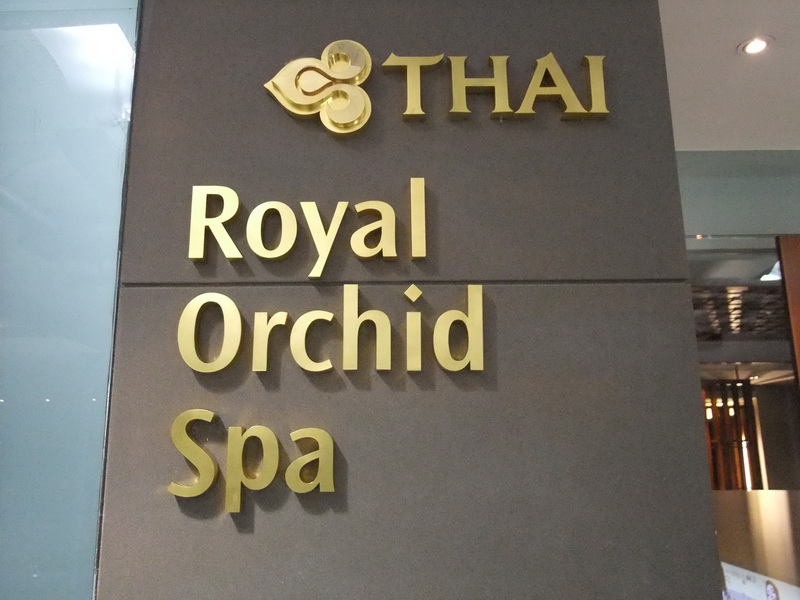 THAI
Royal
Orchid
Spa